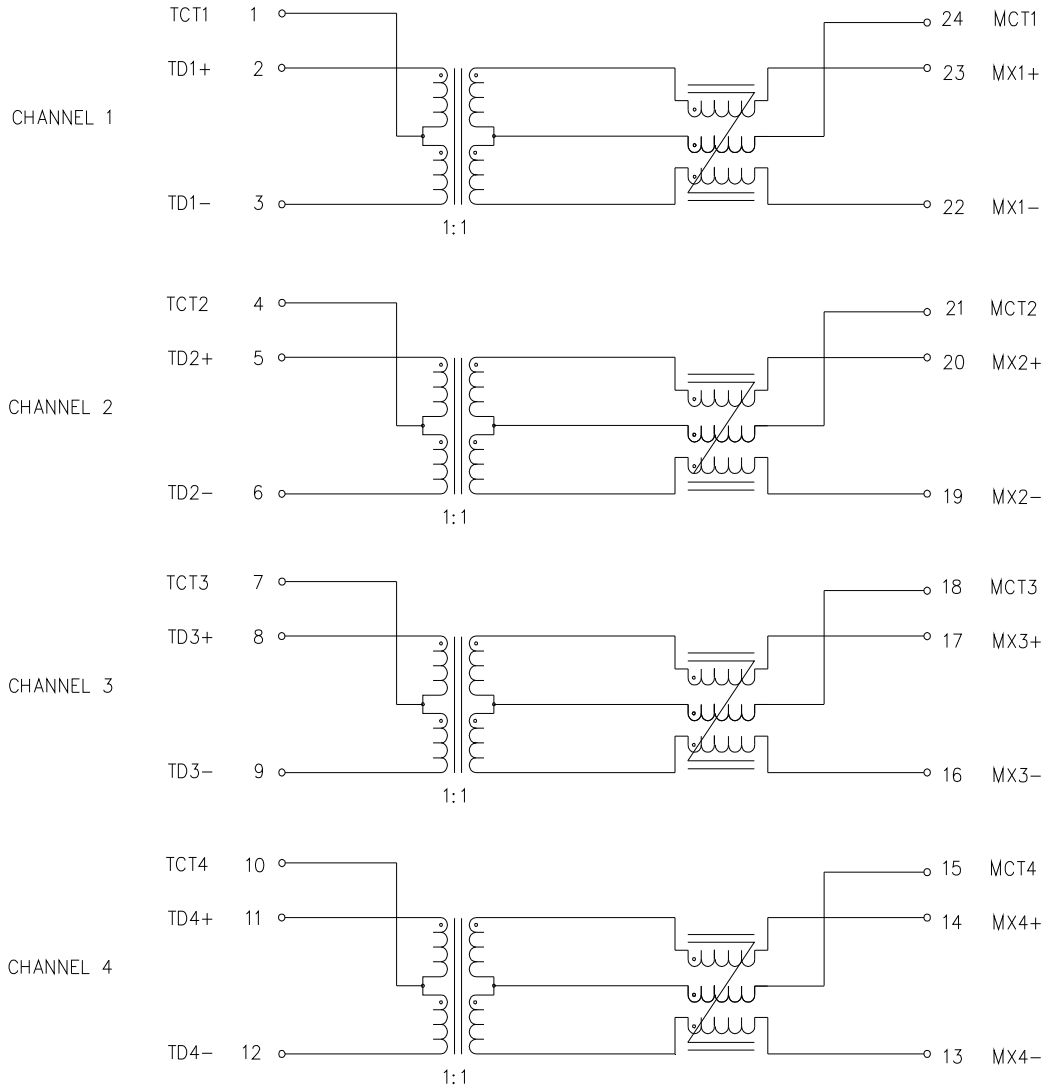 TCT1 1 24 MCT1
TD1+ 2 23 MX1+
CHANNEL 1
TD1- 3 22 MX1-
1:1
TCT2 4 21 MCT2
TD2+ 5 20 MX2+
CHANNEL 2
TD2- 6 19 MX2-
1:1
TCT3 7 18 MCT3
TD3+ 8 17 MX3+
CHANNEL 3
TD3- 9 16 MX3-
1:1
TCT4 10 15 MCT4
TD4+ 11 14 MX4+
CHANNEL 4
TD4- 12 13 MX4-
1:1